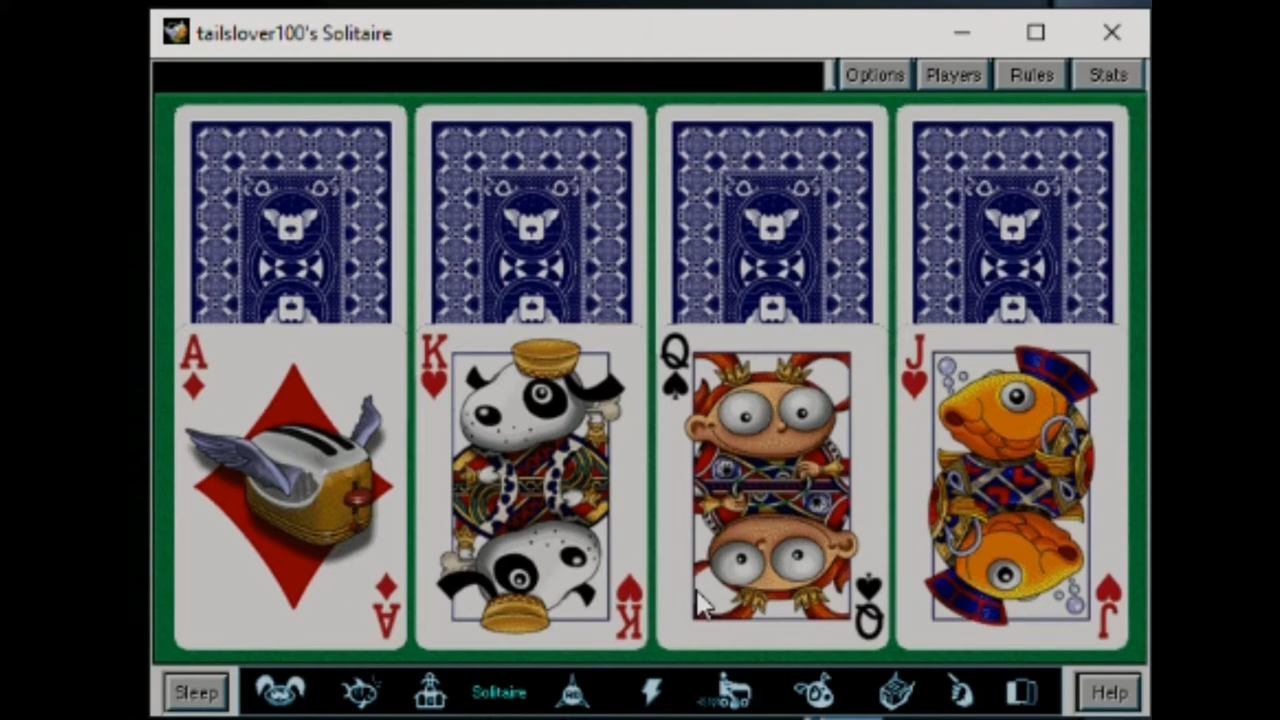 tailslover100's Solitaire
Options Players Rules Stats
A K Q J
A K Q J
Sleep Solitaire Help